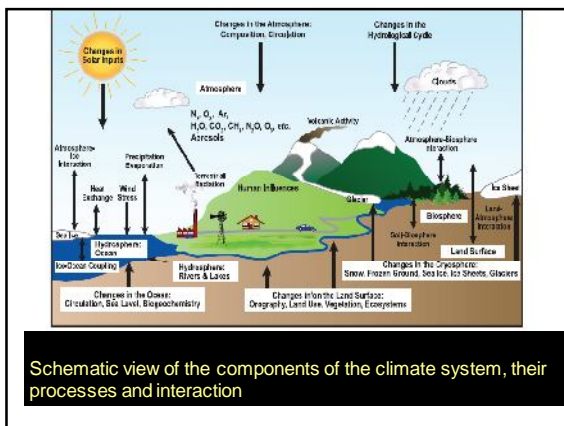 Changes in the Atmosphere:
Composition, Circulation
Changes in the
Hydrological Cycle
Changes in
Solar Inputs
Clouds
Atmosphere
N₂, O₂, Ar,
H₂O, CO₂, CH₄, N₂O, O₃, etc.
Aerosols
Volcanic Activity
Atmosphere-Biosphere
Interaction
Atmosphere-
Ice
Interaction
Precipitation
Evaporation
Terrestrial
Radiation
Heat
Exchange
Wind
Stress
Human Influences
Glacier
Ice Sheet
Biosphere
Land-
Atmosphere
Interaction
Soil-Biosphere
Interaction
Sea Ice
Hydrosphere:
Ocean
Land Surface
Ice-Ocean Coupling
Hydrosphere:
Rivers & Lakes
Changes in the Cryosphere:
Snow, Frozen Ground, Sea Ice, Ice Sheets, Glaciers
Changes in the Ocean:
Circulation, Sea Level, Biogeochemistry
Changes in/on the Land Surface:
Orography, Land Use, Vegetation, Ecosystems
Schematic view of the components of the climate system, their
processes and interaction